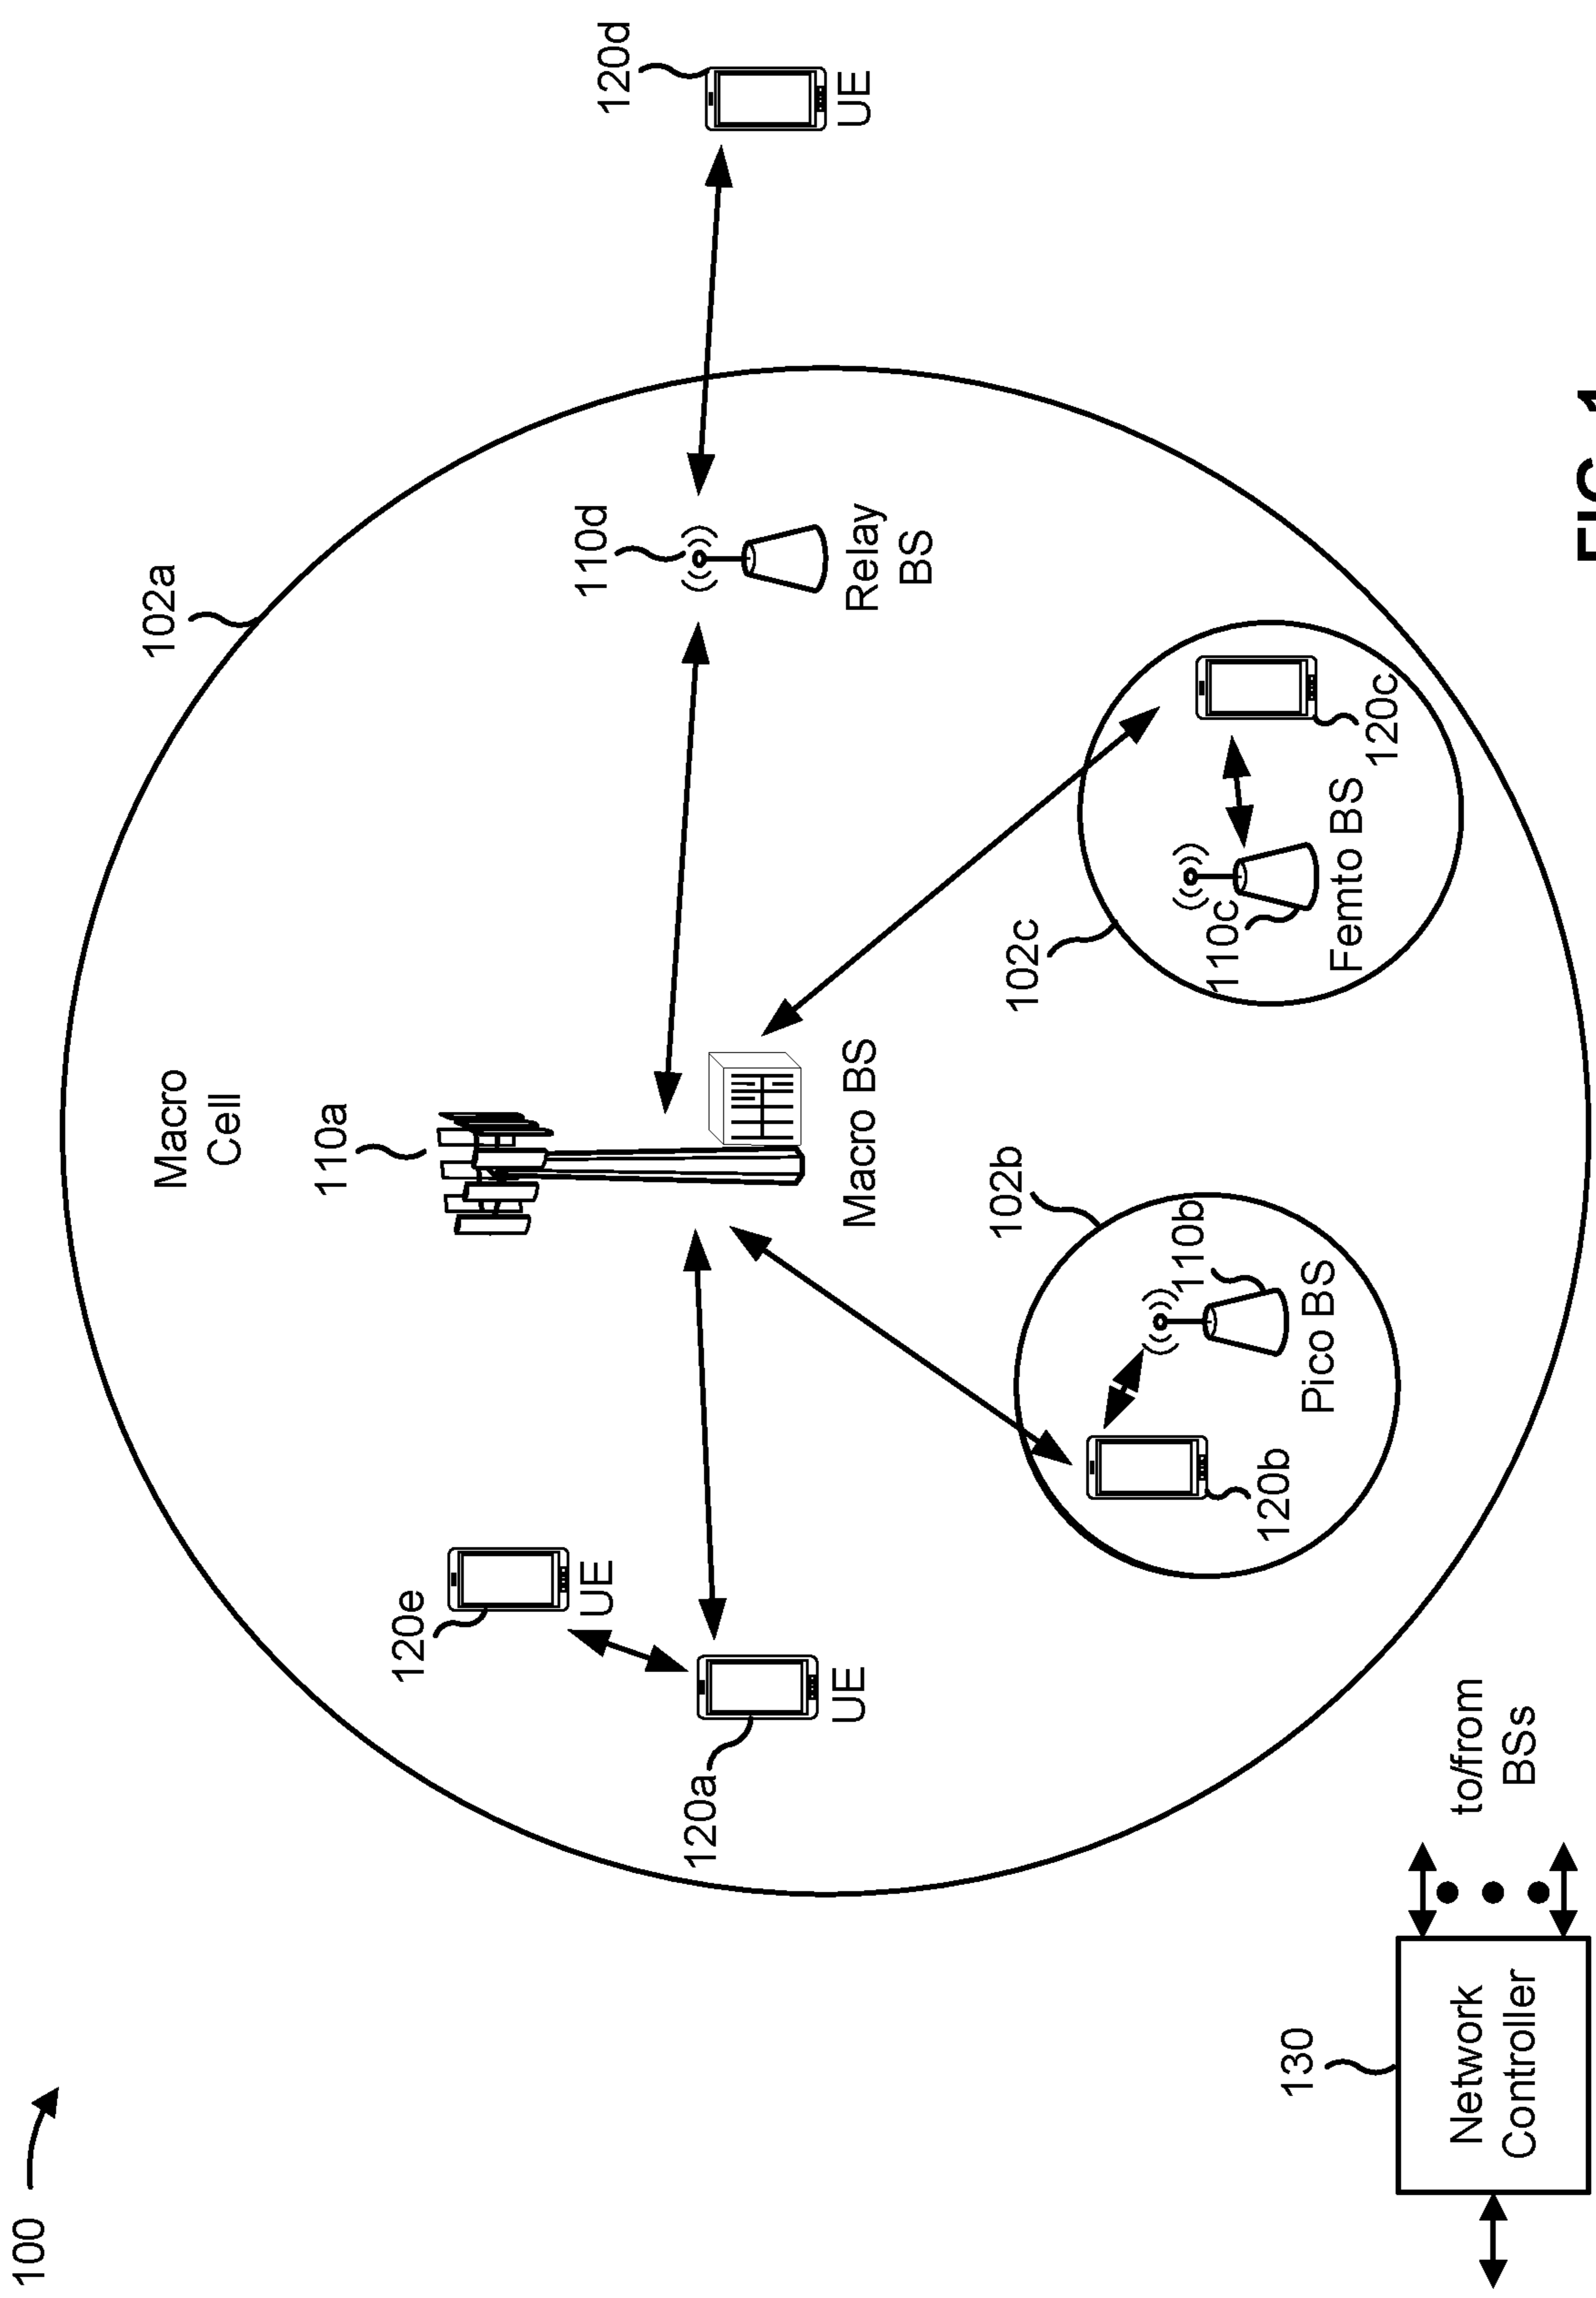 100
102a
Macro
Cell
110a
120d
UE
120e
UE
110d
Relay
BS
120a
UE
Macro BS
102b
102c
110b
Pico BS
120b
110c
Femto BS
120c
130
Network
Controller
to/from
BSs
FIG. 1